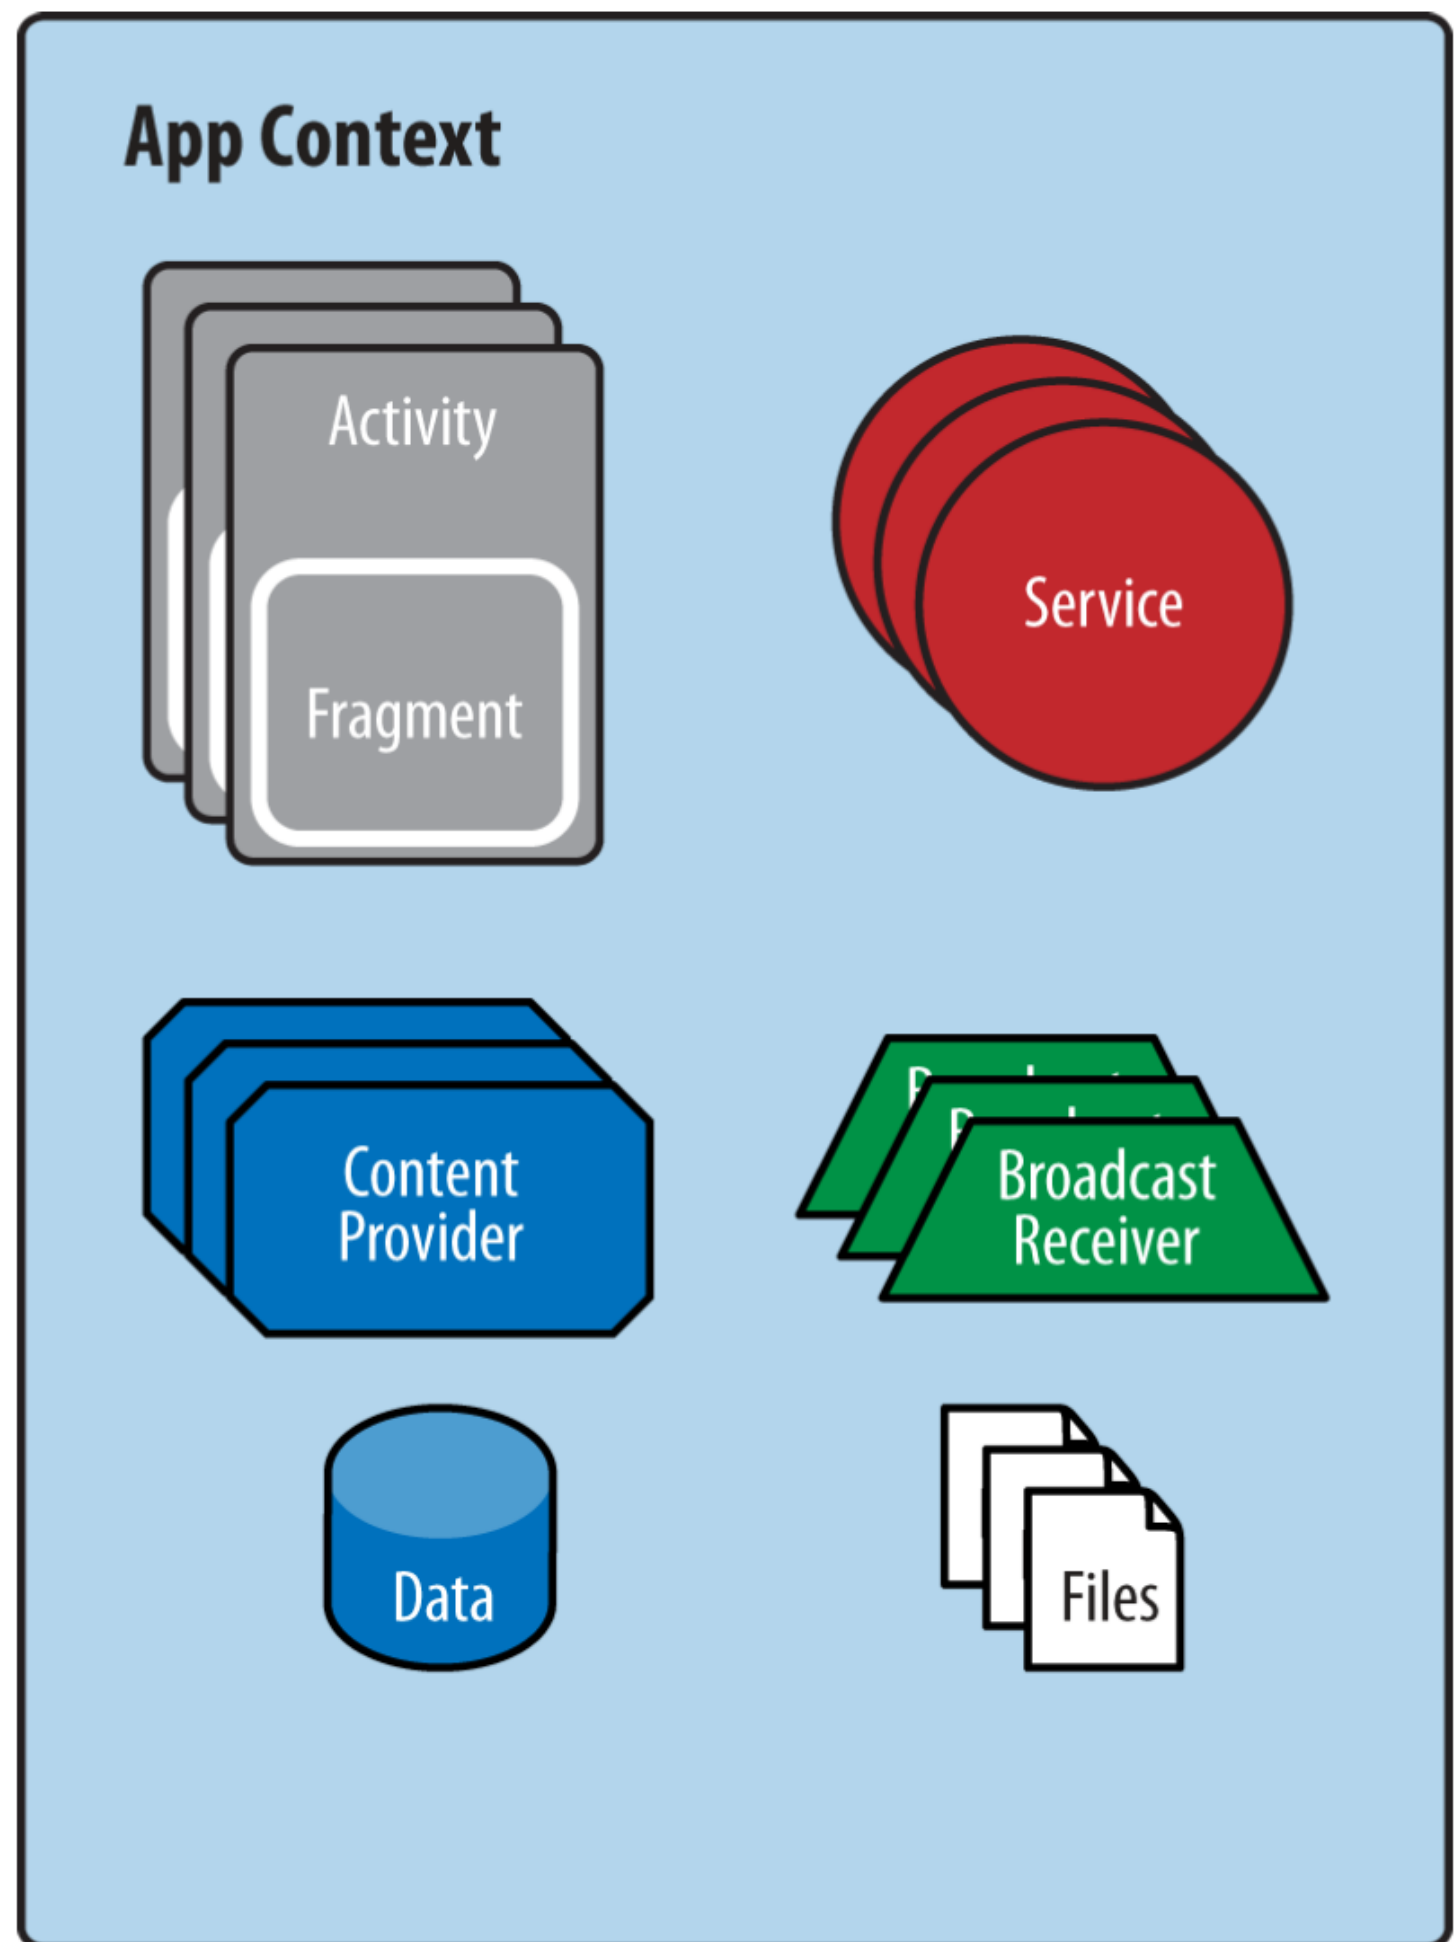 App Context
Activity
Fragment
Service
Content
Provider
Broadcast
Receiver
Data
Files